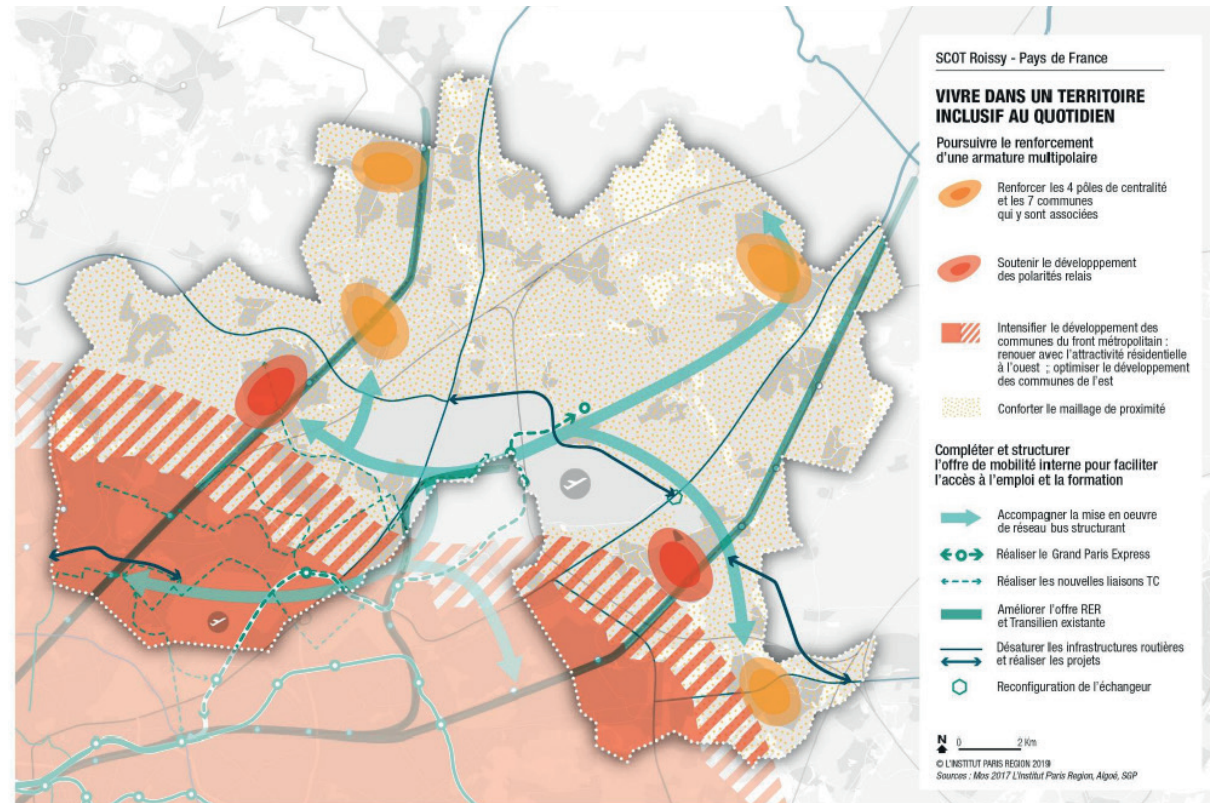 SCOT Roissy - Pays de France
VIVRE DANS UN TERRITOIRE
INCLUSIF AU QUOTIDIEN
Poursuivre le renforcement
d'une armature multipolaire
Renforcer les 4 pôles de centralité
et les 7 communes
qui y sont associées
Soutenir le développpement
des polarités relais
Intensifier le développement des
communes du front métropolitain :
renouer avec l'attractivité résidentielle
à l'ouest ; optimiser le développement
des communes de l'est
Conforter le maillage de proximité
Compléter et structurer
l'offre de mobilité interne pour faciliter
l'accès à l'emploi et la formation
Accompagner la mise en oeuvre
de réseau bus structurant
Réaliser le Grand Paris Express
Réaliser les nouvelles liaisons TC
Améliorer l'offre RER
et Transilien existante
Désaturer les infrastructures routières
et réaliser les projets
Reconfiguration de l'échangeur
N 0 2 Km
© L'INSTITUT PARIS REGION 2019
Sources : Mos 2017 L'Institut Paris Region, Algoé, SGP